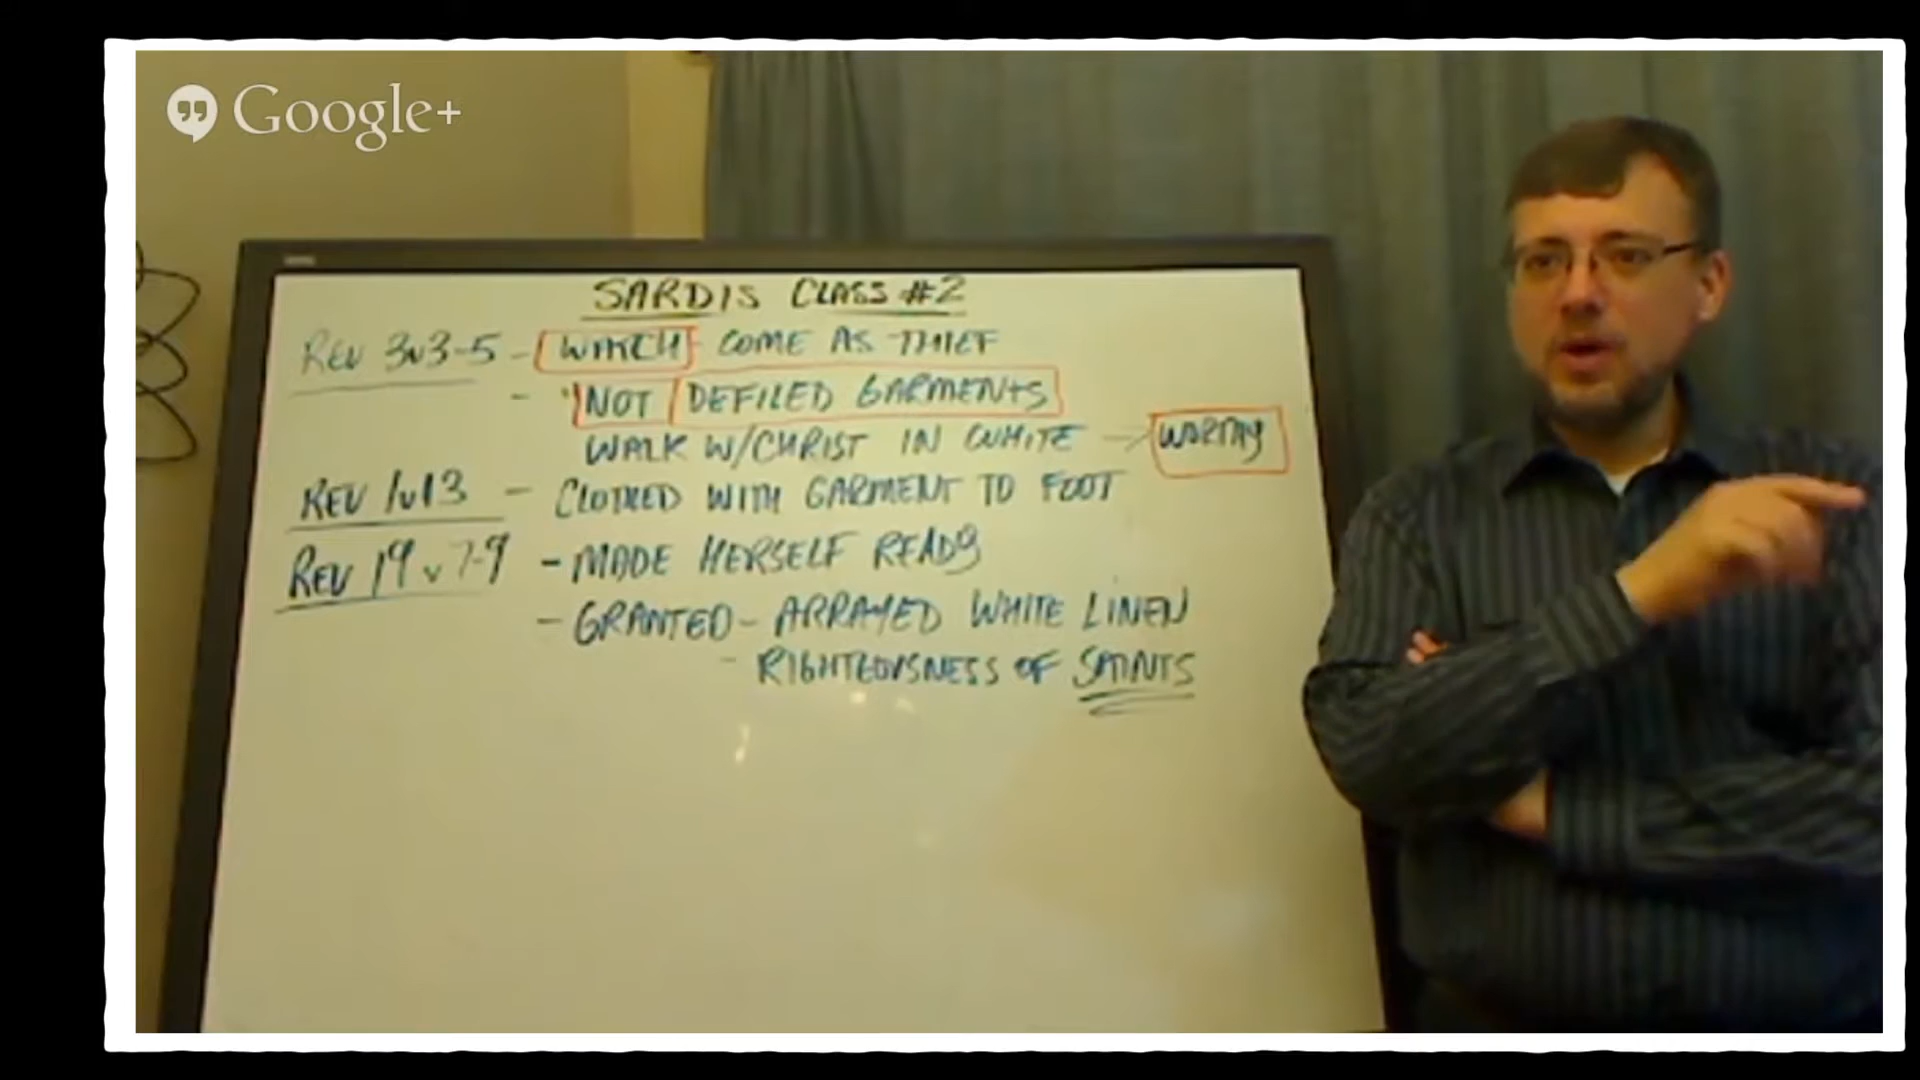 Google+
SARDIS CLASS #2
REV 3v3-5 - WATCH COME AS THIEF
- "NOT DEFILED GARMENTS
WALK W/CHRIST IN WHITE → WORTHY
REV 1v13 - CLOTHED WITH GARMENT TO FOOT
REV 19 v 7-9 - MADE HERSELF READY
- GRANTED - ARRAYED WHITE LINEN
- RIGHTEOUSNESS OF SAINTS